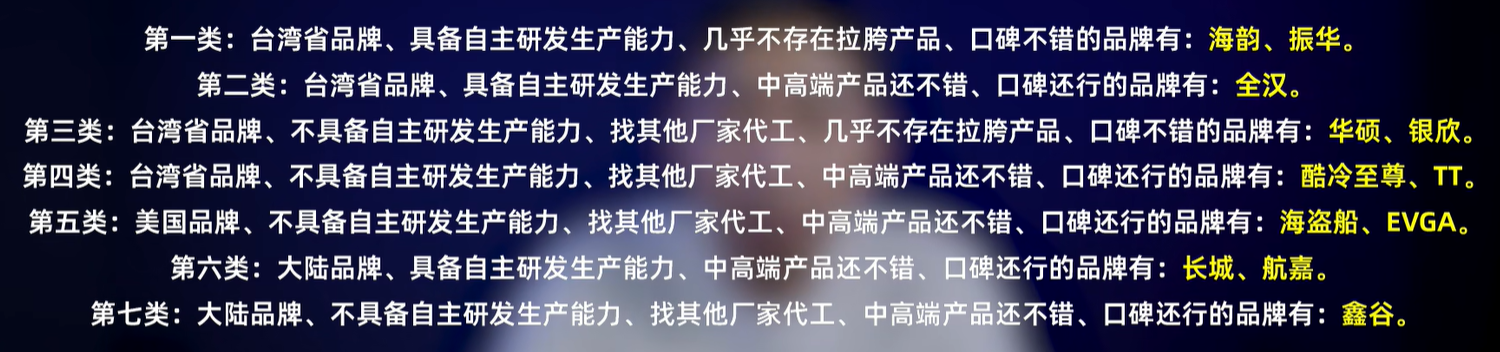 第一类：台湾省品牌、具备自主研发生产能力、几乎不存在拉胯产品、口碑不错的品牌有：海韵、振华。
第二类：台湾省品牌、具备自主研发生产能力、中高端产品还不错、口碑还行的品牌有：全汉。
第三类：台湾省品牌、不具备自主研发生产能力、找其他厂家代工、几乎不存在拉胯产品、口碑不错的品牌有：华硕、银欣。
第四类：台湾省品牌、不具备自主研发生产能力、找其他厂家代工、中高端产品还不错、口碑还行的品牌有：酷冷至尊、TT。
第五类：美国品牌、不具备自主研发生产能力、找其他厂家代工、中高端产品还不错、口碑还行的品牌有：海盗船、EVGA。
第六类：大陆品牌、具备自主研发生产能力、中高端产品还不错、口碑还行的品牌有：长城、航嘉。
第七类：大陆品牌、不具备自主研发生产能力、找其他厂家代工、中高端产品还不错、口碑还行的品牌有：鑫谷。